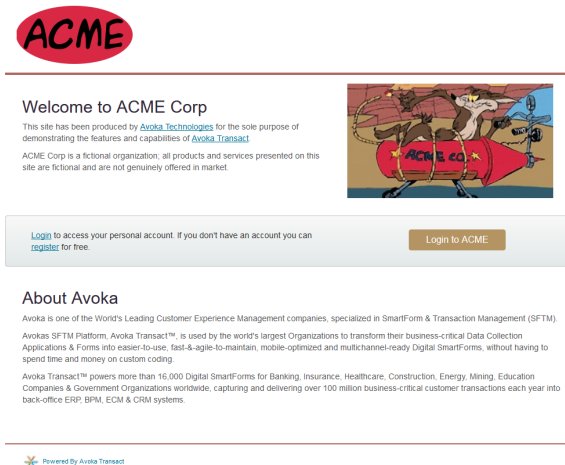 ACME
Welcome to ACME Corp
This site has been produced by Avoka Technologies for the sole purpose of
demonstrating the features and capabilities of Avoka Transact
ACME Corp is a fictional organization; all products and services presented on this
site are fictional and are not genuinely offered in market.
ACME CO.
Login to access your personal account. If you don't have an account you can
register for free.
Login to ACME
About Avoka
Avoka is one of the World's Leading Customer Experience Management companies, specialized in SmartForm & Transaction Management (SFTM).
Avokas SFTM Platform, Avoka Transact™, is used by the world's largest Organizations to transform their business-critical Data Collection
Applications & Forms into easier-to-use, fast-&-agile-to-maintain, mobile-optimized and multichannel-ready Digital SmartForms, without having to
spend time and money on custom coding.
Avoka Transact™ powers more than 16,000 Digital SmartForms for Banking, Insurance, Healthcare, Construction, Energy, Mining, Education
Companies & Government Organizations worldwide, capturing and delivering over 100 million business-critical customer transactions each year into
back-office ERP, BPM, ECM & CRM systems.
Powered By Avoka Transact